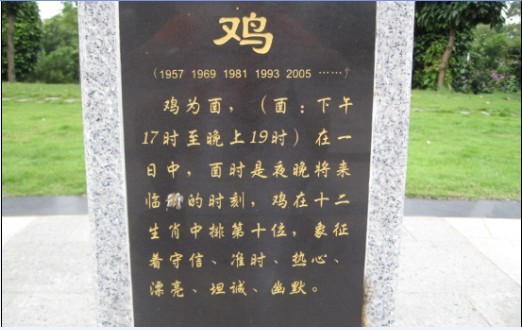 鸡
(1957 1969 1981 1993 2005 ……)
鸡为酉，（酉：下午
17时至晚上19时）在一
日中，酉时是夜晚将来
临的时刻，鸡在十二
生肖中排第十位，象征
着守信、准时、热心、
漂亮、坦诚、幽默。